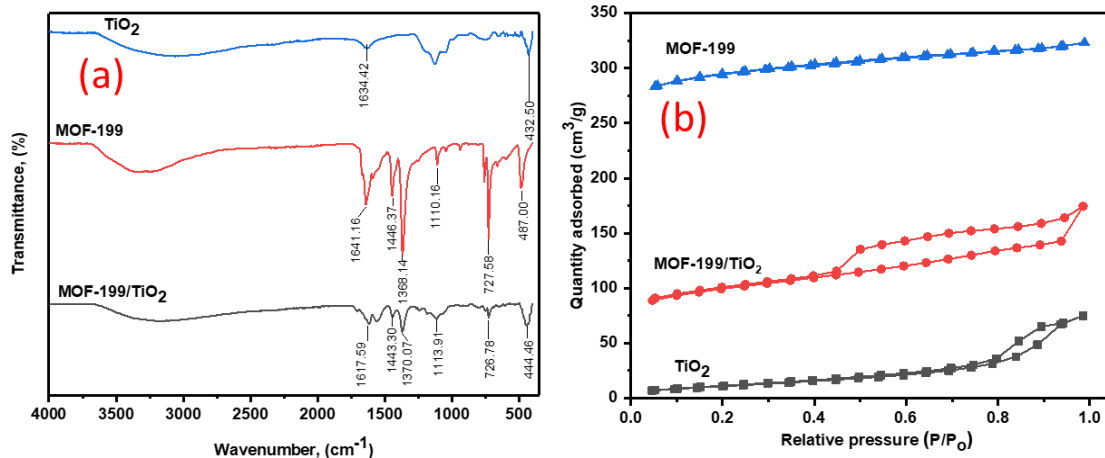 TiO2
(a)
1634.42
432.50
MOF-199
1641.16
1446.37
1368.14
1110.16
727.58
487.00
MOF-199/TiO2
1617.59
1443.30
1370.07
1113.91
726.78
444.46
Transmittance, (%)
4000 3500 3000 2500 2000 1500 1000 500
Wavenumber, (cm-1)
350
300
250
200
150
100
50
0
Quantity adsorbed (cm3/g)
MOF-199
(b)
MOF-199/TiO2
TiO2
0.0 0.2 0.4 0.6 0.8 1.0
Relative pressure (P/Po)